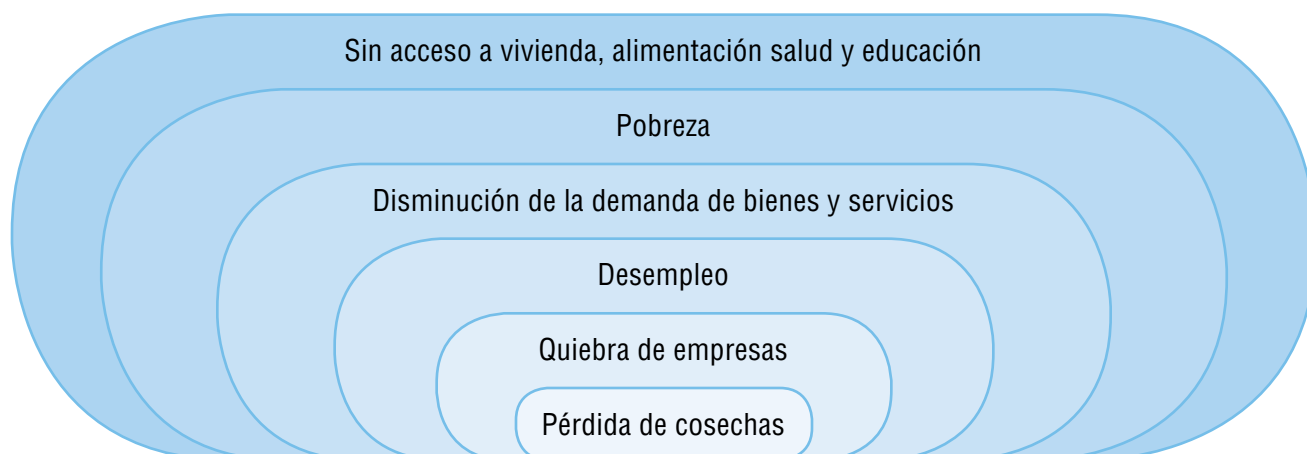 Sin acceso a vivienda, alimentación salud y educación
Pobreza
Disminución de la demanda de bienes y servicios
Desempleo
Quiebra de empresas
Pérdida de cosechas